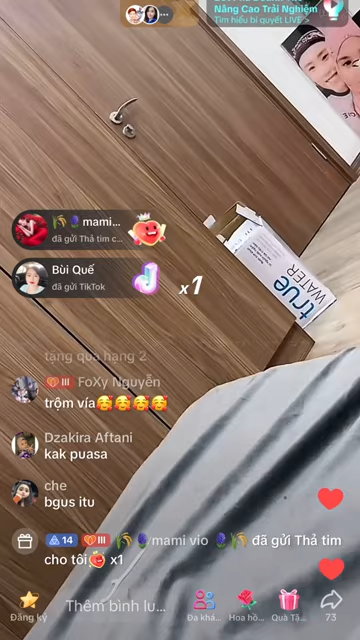 Nâng Cao Trải Nghiệm
Tìm hiểu bí quyết LIVE >
true
WATER
🌾🪻mami...
đã gửi Thả tim c...
Bùi Quế
đã gửi TikTok
x1
tặng quà hạng 2
III FoXy Nguyễn
trộm vía🥰🥰🥰🥰
Dzakira Aftani
kak puasa
che
bgus itu
14 III 🌾🪻mami vio 🪻🌾 đã gửi Thả tim
cho tôi x1
Đăng ký
Thêm bình lu...
Đa khá...
Hoa hồ...
Quà Tặ...
73